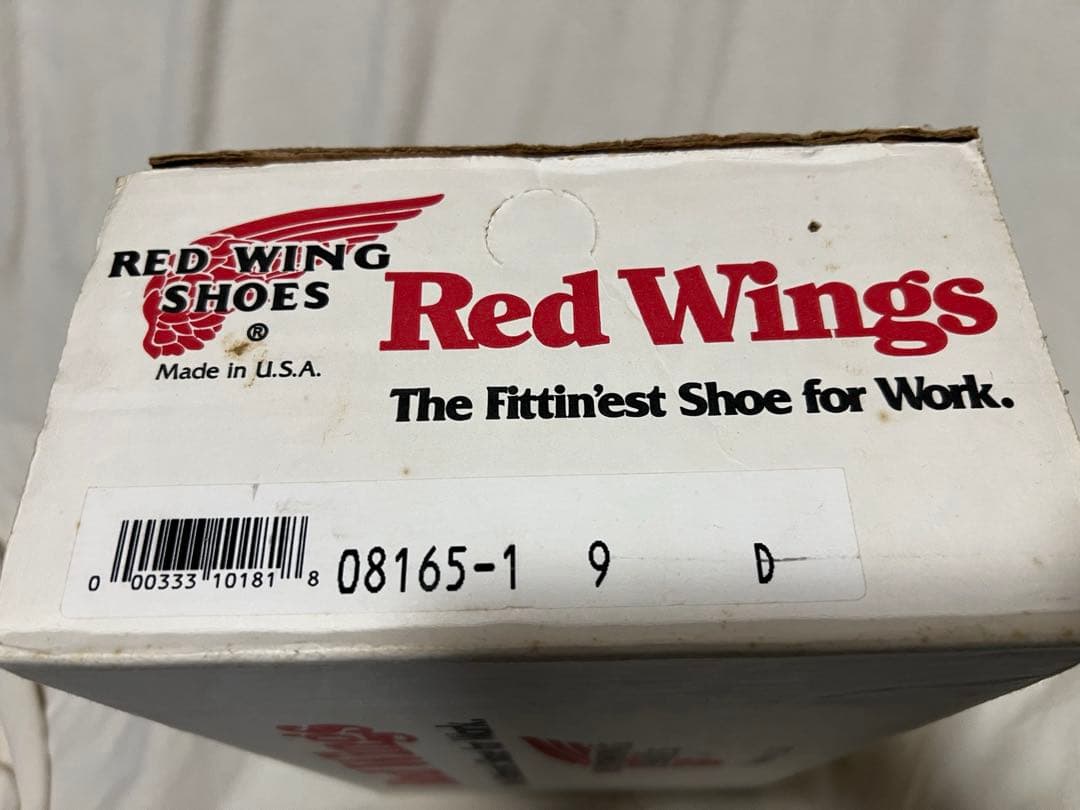 RED WING
SHOES
®
Made in U.S.A.
Red Wings
The Fittin'est Shoe for Work.
0 00333 10181 8
08165-1 9 D